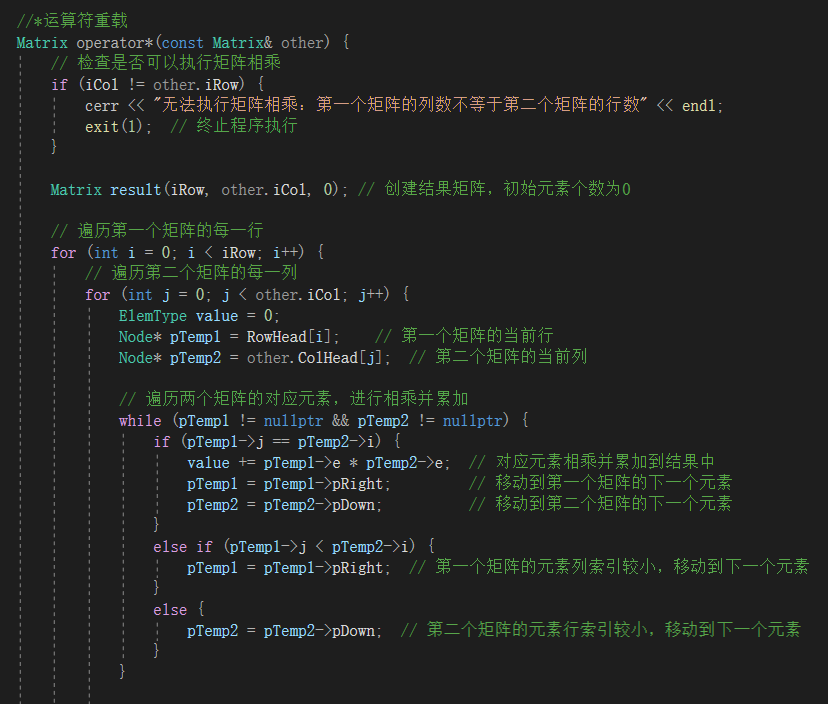 //*运算符重载
Matrix operator*(const Matrix& other) {
// 检查是否可以执行矩阵相乘
if (iCol != other.iRow) {
cerr << "无法执行矩阵相乘：第一个矩阵的列数不等于第二个矩阵的行数" << endl;
exit(1);  // 终止程序执行
}
Matrix result(iRow, other.iCol, 0); // 创建结果矩阵，初始元素个数为0
// 遍历第一个矩阵的每一行
for (int i = 0; i < iRow; i++) {
// 遍历第二个矩阵的每一列
for (int j = 0; j < other.iCol; j++) {
ElemType value = 0;
Node* pTemp1 = RowHead[i];    // 第一个矩阵的当前行
Node* pTemp2 = other.ColHead[j];  // 第二个矩阵的当前列
// 遍历两个矩阵的对应元素，进行相乘并累加
while (pTemp1 != nullptr && pTemp2 != nullptr) {
if (pTemp1->j == pTemp2->i) {
value += pTemp1->e * pTemp2->e;  // 对应元素相乘并累加到结果中
pTemp1 = pTemp1->pRight;         // 移动到第一个矩阵的下一个元素
pTemp2 = pTemp2->pDown;          // 移动到第二个矩阵的下一个元素
}
else if (pTemp1->j < pTemp2->i) {
pTemp1 = pTemp1->pRight;  // 第一个矩阵的元素列索引较小，移动到下一个元素
}
else {
pTemp2 = pTemp2->pDown;  // 第二个矩阵的元素行索引较小，移动到下一个元素
}
}